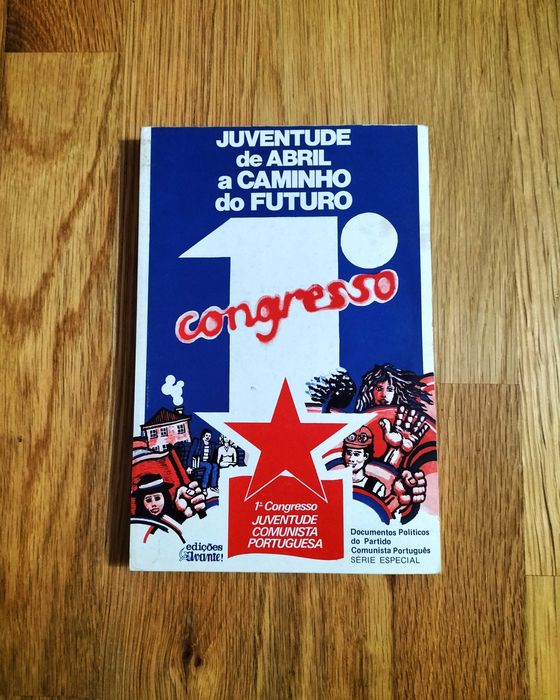 JUVENTUDE
de ABRIL
a CAMINHO
do FUTURO
1º
congresso
1º Congresso
JUVENTUDE
COMUNISTA
PORTUGUESA
edições
Avante!
Documentos Políticos
do Partido
Comunista Português
SÉRIE ESPECIAL